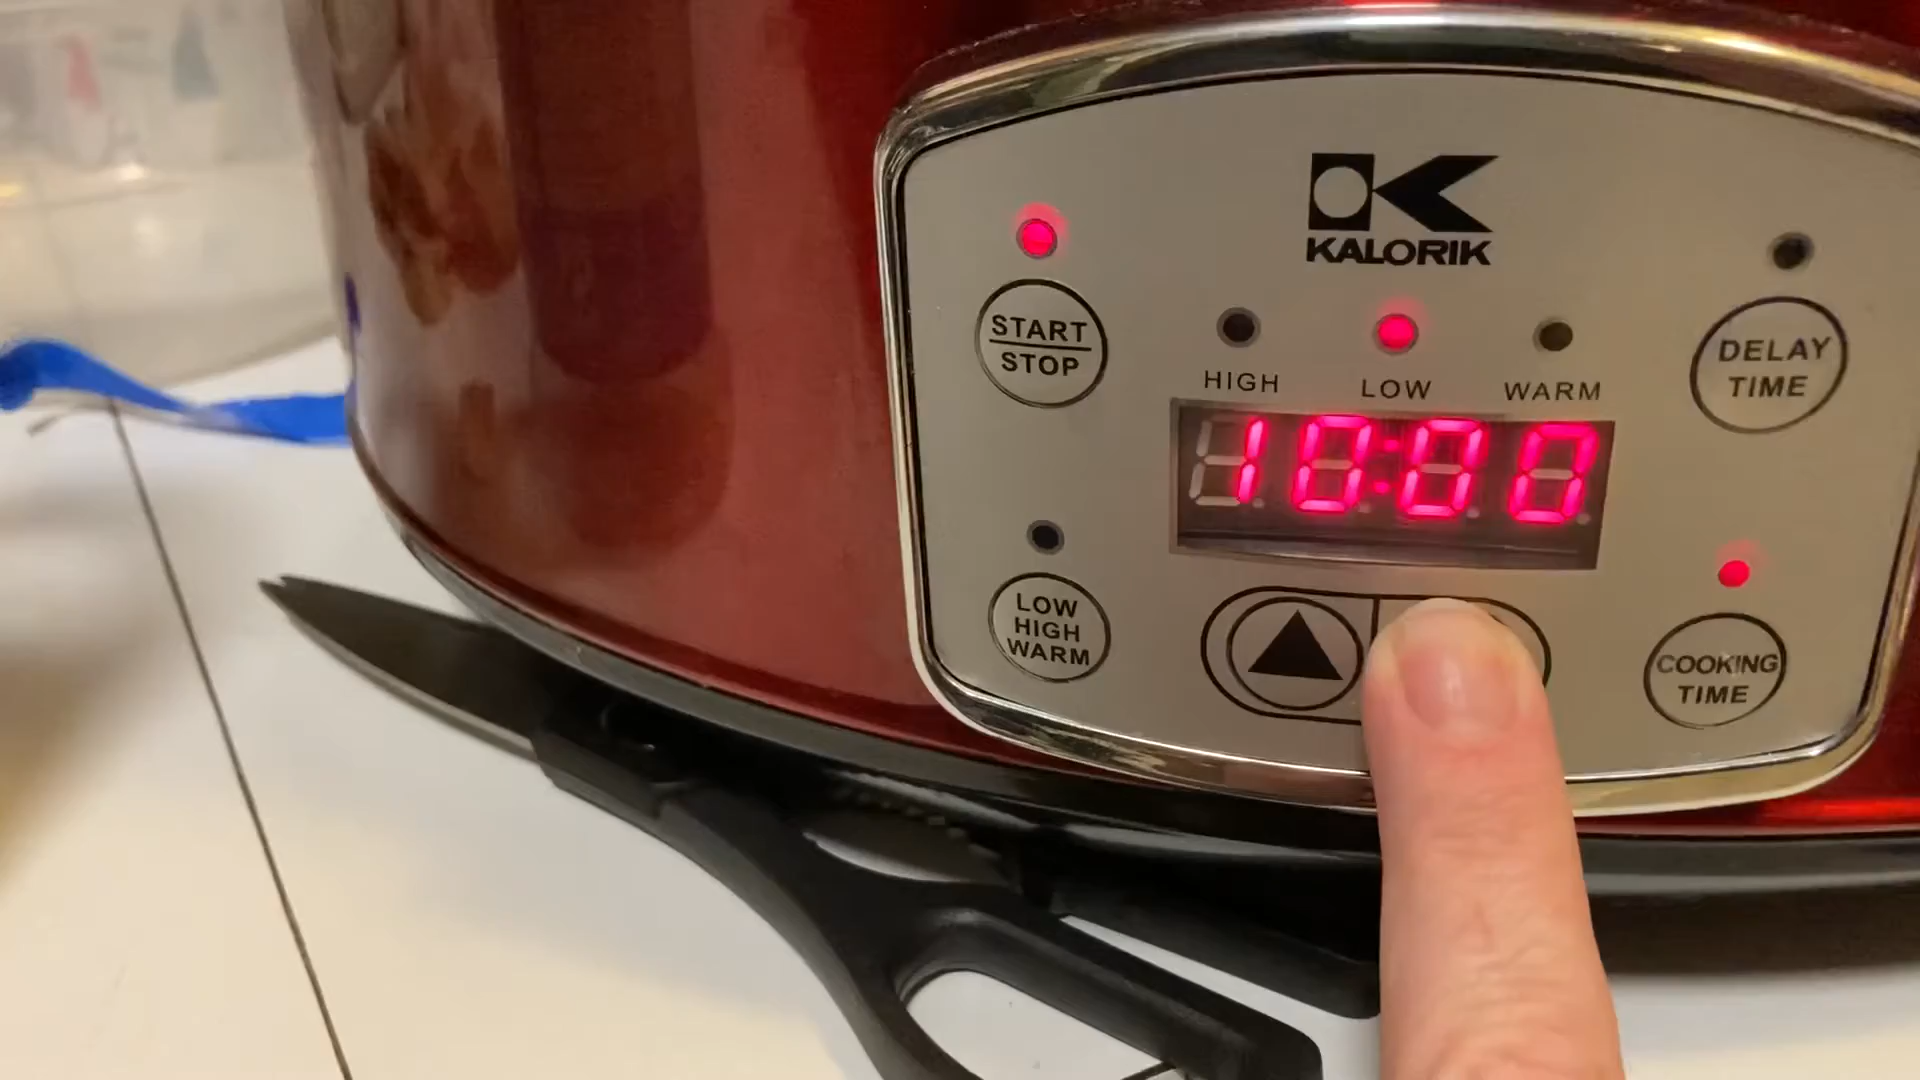 KALORIK
START
STOP
HIGH
LOW
WARM
DELAY
TIME
10:00
LOW
HIGH
WARM
COOKING
TIME